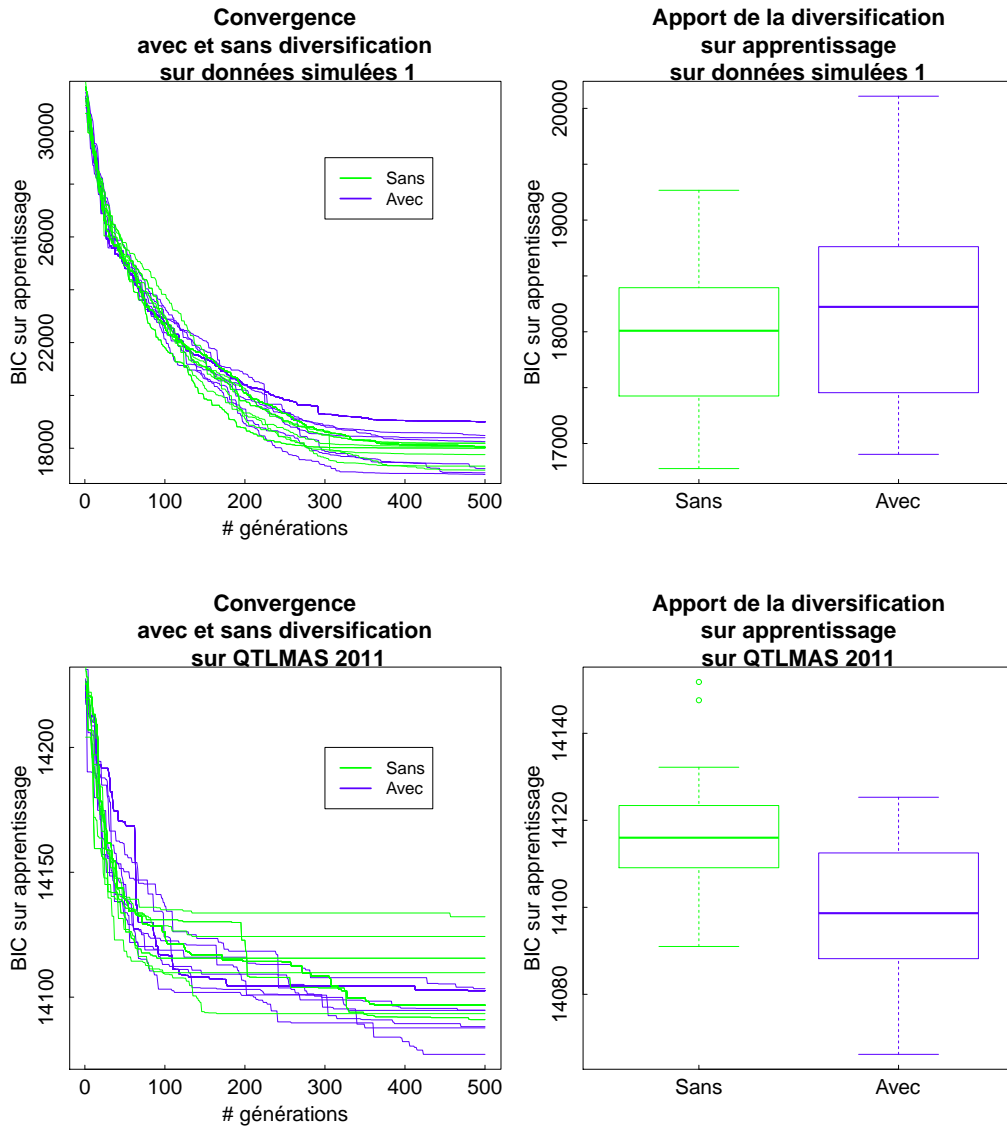 Convergence
avec et sans diversification
sur données simulées 1
BIC sur apprentissage
30000
26000
22000
18000
Sans
Avec
0 100 200 300 400 500
# générations
Apport de la diversification
sur apprentissage
sur données simulées 1
BIC sur apprentissage
20000
19000
18000
17000
Sans Avec
Convergence
avec et sans diversification
sur QTLMAS 2011
BIC sur apprentissage
14200
14150
14100
Sans
Avec
0 100 200 300 400 500
# générations
Apport de la diversification
sur apprentissage
sur QTLMAS 2011
BIC sur apprentissage
14140
14120
14100
14080
Sans Avec